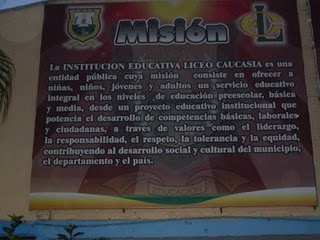 Misión
La INSTITUCION EDUCATIVA LICEO CAUCASIA es una
entidad pública cuya misión consiste en ofrecer a
niñas, niños, jóvenes y adultos un servicio educativo
integral en los niveles de educación preescolar, básica
y media, desde un proyecto educativo institucional que
potencia el desarrollo de competencias básicas, laborales
y ciudadanas, a través de valores como el liderazgo,
la responsabilidad, el respeto, la tolerancia y la equidad,
contribuyendo al desarrollo social y cultural del municipio,
el departamento y el país.
EDUCACIÓN